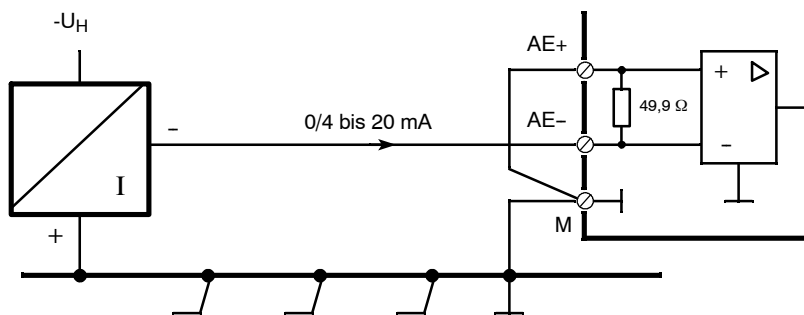 -U_H
AE+
+
49,9 Ω
0/4 bis 20 mA
AE–
–
–
I
+
M